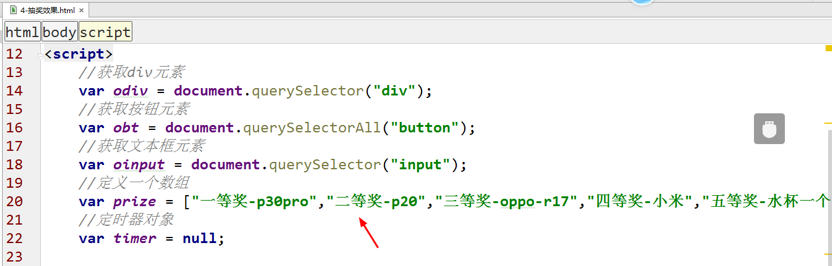 4-抽奖效果.html ×
html body script
12 <script>
13 //获取div元素
14 var odiv = document.querySelector("div");
15 //获取按钮元素
16 var obt = document.querySelectorAll("button");
17 //获取文本框元素
18 var oinput = document.querySelector("input");
19 //定义一个数组
20 var prize = ["一等奖-p30pro","二等奖-p20","三等奖-oppo-r17","四等奖-小米","五等奖-水杯一个
21 //定时器对象
22 var timer = null;
23